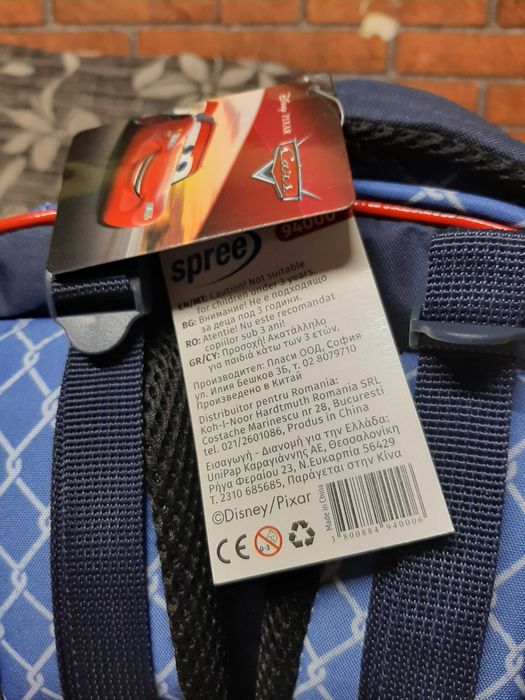 Disney PIXAR
Cars
94000
spree
EN/MT: Caution! Not suitable
for children under 3 years.
BG: Внимание! Не е подходящо
за деца под 3 години.
RO: Atentie! Nu este recomandat
copiilor sub 3 ani!
GR/CY: Προσοχή! Ακατάλληλο
για παιδιά κατω των 3 ετών.
Производител: Пласи ООД, София
ул. Илия Бешков 3Б, т. 02 8079710
Произведено в Китай
Distribuitor pentru Romania:
Koh-I-Noor Hardtmuth Romania SRL
Costache Marinescu nr 28, Bucuresti
tel. 021/2601086, Produs in China
Εισαγωγή - Διανομή για την Ελλάδα:
UniPap Καραγιάννης ΑΕ, Θεσσαλονίκη
Ρήγα Φεραίου 23, Ν.Ευκαρπία 56429
Τ. 2310 685685, Παράγεται στην Κίνα
©Disney/Pixar
Made in China
CE
0-3
3 800884 940006